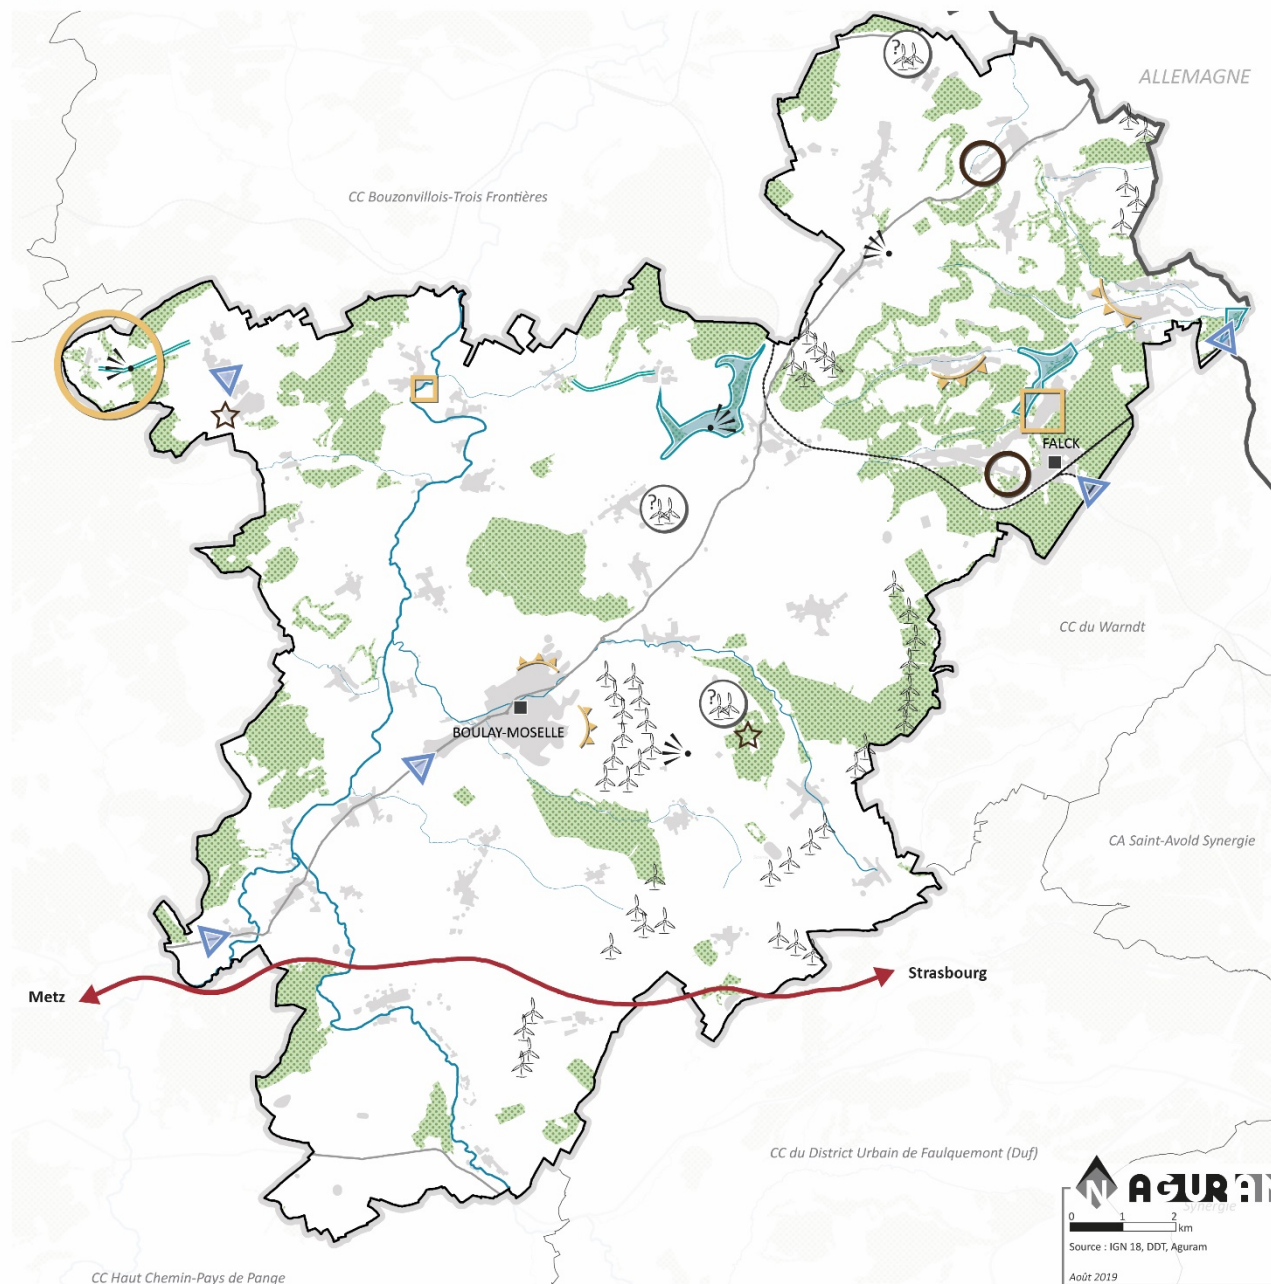 ?
ALLEMAGNE
CC Bouzonvillois-Trois Frontières
FALCK
?
CC du Warndt
?
BOULAY-MOSELLE
CA Saint-Avold Synergie
Metz
Strasbourg
CC du District Urbain de Faulquemont (Duf)
N
AGURAM
Synergie
0 1 2
km
Source : IGN 18, DDT, Aguram
Août 2019
CC Haut Chemin-Pays de Pange